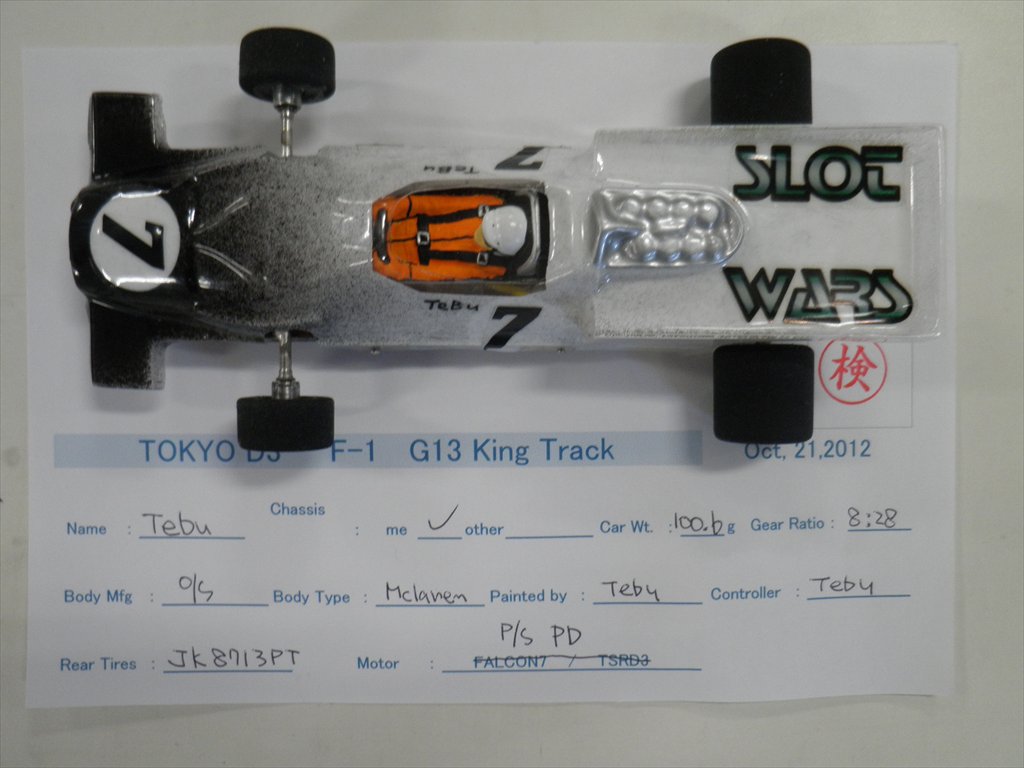 7
TeBu
7
TeBu
7
SLOT
WARS
検
TOKYO D3 F-1 G13 King Track
Oct, 21,2012
Name : Tebu Chassis : me ✓ other Car Wt. : 100.6 g Gear Ratio : 8:28
Body Mfg : O/S Body Type : Mclaren Painted by : Tebu Controller : Tebu
P/S PD
Rear Tires : JK8713PT Motor : FALCON7 / TSRD3